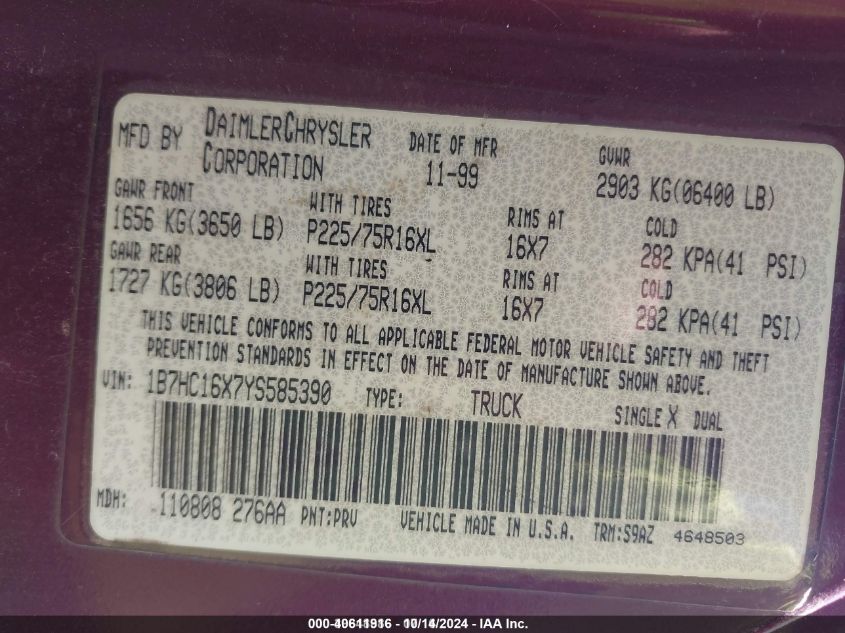 MFD BY DAIMLERCHRYSLER CORPORATION
DATE OF MFR 11-99
GVWR 2903 KG(06400 LB)
GAWR FRONT WITH TIRES RIMS AT COLD
1656 KG(3650 LB) P225/75R16XL 16X7 282 KPA(41 PSI)
GAWR REAR WITH TIRES RIMS AT COLD
1727 KG(3806 LB) P225/75R16XL 16X7 282 KPA(41 PSI)
THIS VEHICLE CONFORMS TO ALL APPLICABLE FEDERAL MOTOR VEHICLE SAFETY AND THEFT
PREVENTION STANDARDS IN EFFECT ON THE DATE OF MANUFACTURE SHOWN ABOVE.
VIN: 1B7HC16X7YS585390 TYPE: TRUCK SINGLE X DUAL
MDH: 110808 276AA PNT:PRV VEHICLE MADE IN U.S.A. TRM:S9AZ 4648503
10/14/2024 - IAA Inc.